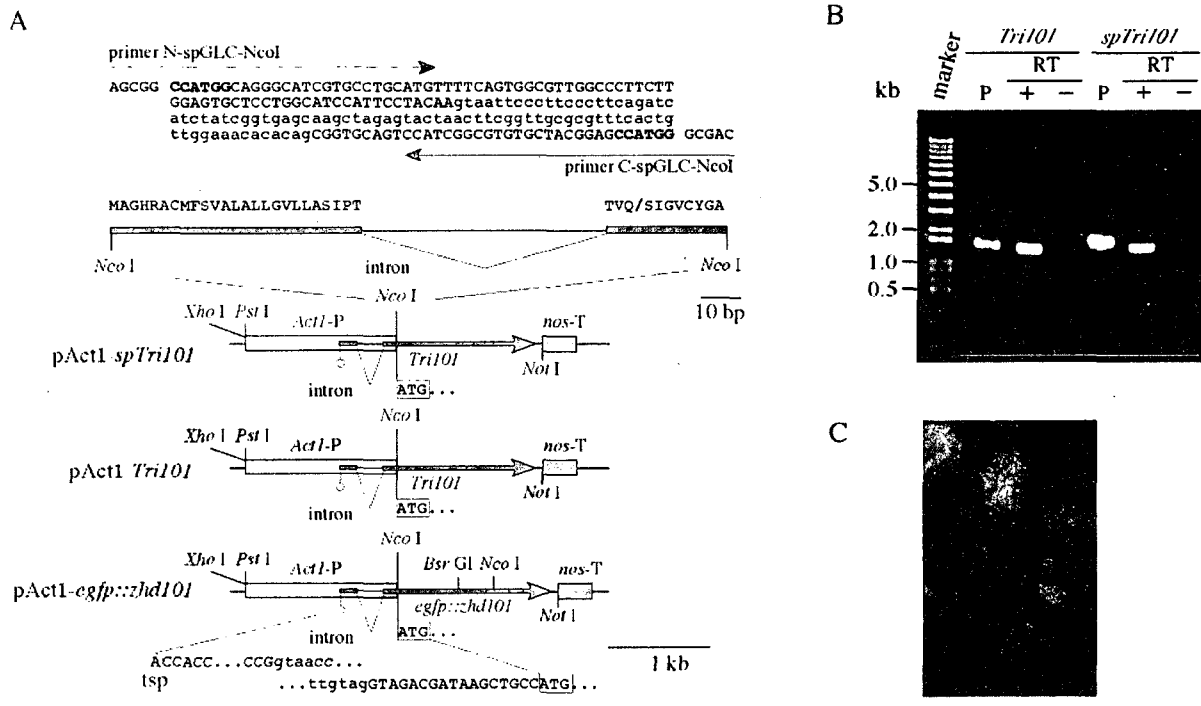 A
primer N-spGLC-NcoI
AGCGG CCATGGCAGGGCATCGTGCCTGCATGTTTTCAGTGGCGTTGGCCCTTCTT
GGAGTGCTCCTGGCATCCATTCCTACAAgtaattcccttcccttcagatc
atctatcggtgagcaagctagagtactaacttcggttgcgcgtttcactg
ttggaaacacacagCGGTGCAGTCCATCGGCGTGTGCTACGGAGCCATGG GCGAC
primer C-spGLC-NcoI
MAGHRACMFSVALALLGVLLASIPT TVQ/SIGVCYGA
Nco I intron Nco I
10 bp
Nco I
Xho I Pst I Act1-P nos-T
pAct1-spTri101
Tri101 Not I
intron ATG...
Nco I
Xho I Pst I Act1-P nos-T
pAct1-Tri101
Tri101 Not I
intron ATG...
Nco I
Xho I Pst I Act1-P Bsr GI Nco I nos-T
pAct1-egfp::zhd101
egfp::zhd101 Not I
intron ATG...
1 kb
ACCACC...CCGgtaacc...
tsp
...ttgtagGTAGACGATAAGCTGCCATG...
B
Tri101 spTri101
marker RT RT
kb P + − P + −
5.0
2.0
1.0
0.5
C